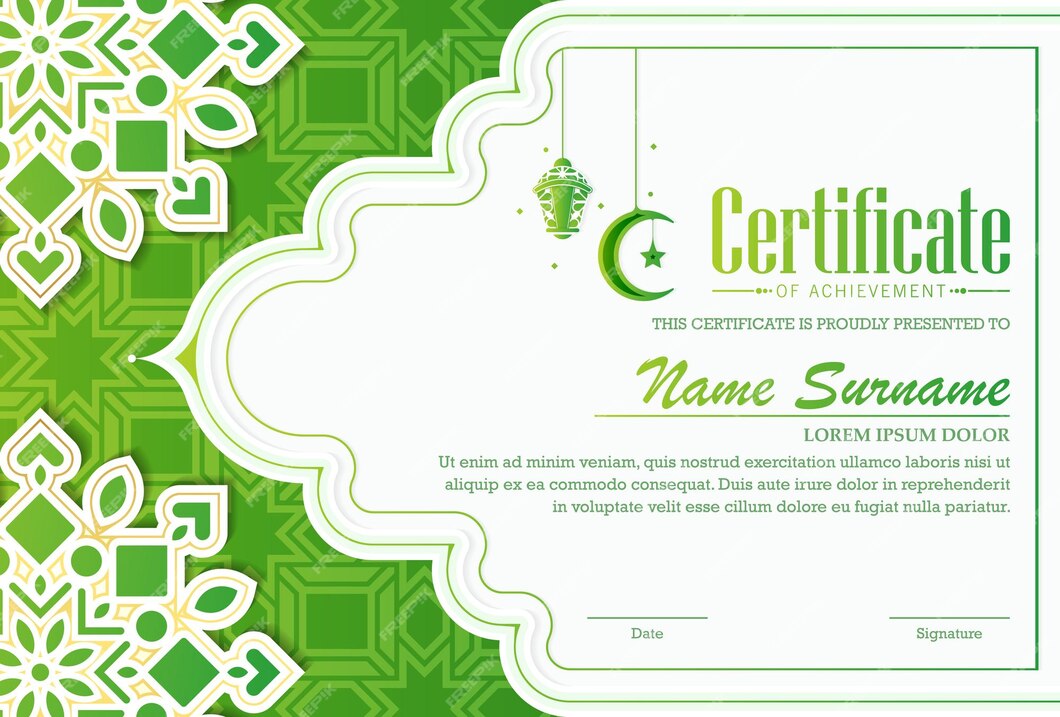 Certificate
OF ACHIEVEMENT
THIS CERTIFICATE IS PROUDLY PRESENTED TO
Name Surname
LOREM IPSUM DOLOR
Ut enim ad minim veniam, quis nostrud exercitation ullamco laboris nisi ut
aliquip ex ea commodo consequat. Duis aute irure dolor in reprehenderit
in voluptate velit esse cillum dolore eu fugiat nulla pariatur.
Date
Signature
FREEPIK